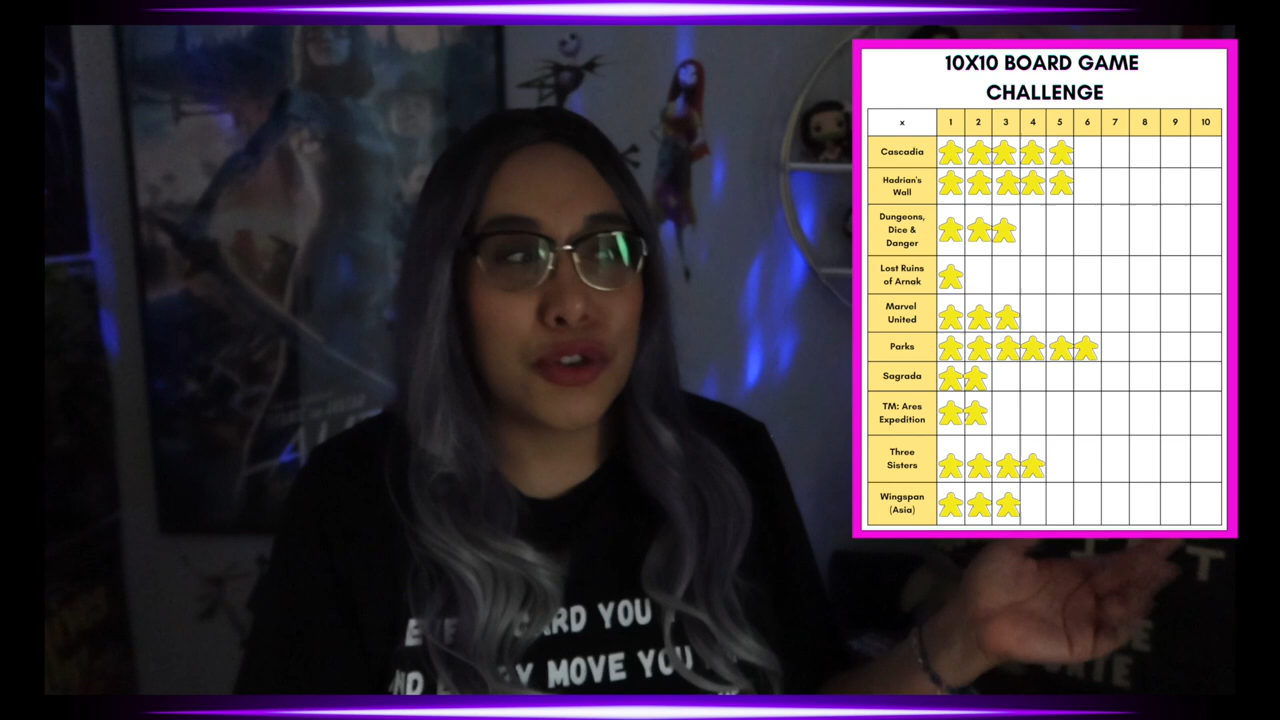 10X10 BOARD GAME
CHALLENGE
x 1 2 3 4 5 6 7 8 9 10
Cascadia
Hadrian's
Wall
Dungeons,
Dice &
Danger
Lost Ruins
of Arnak
Marvel
United
Parks
Sagrada
TM: Ares
Expedition
Three
Sisters
Wingspan
(Asia)
CARD YOU
MOVE YOU